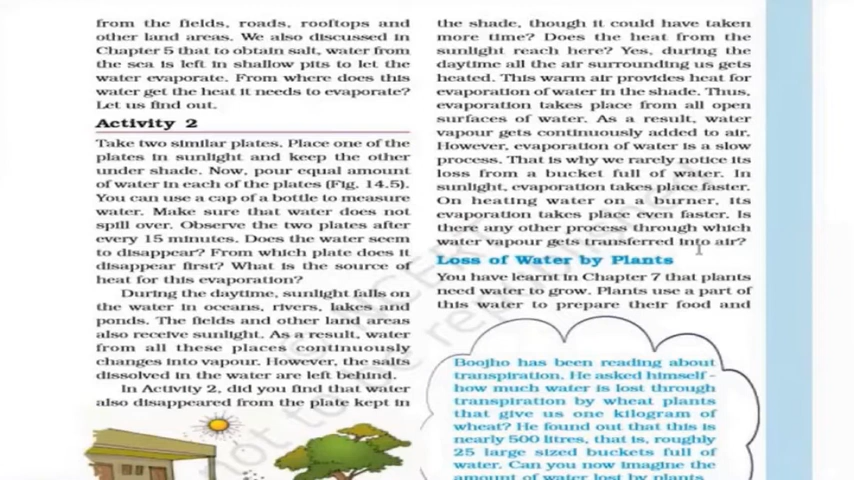 from the fields, roads, rooftops and
other land areas. We also discussed in
Chapter 5 that to obtain salt, water from
the sea is left in shallow pits to let the
water evaporate. From where does this
water get the heat it needs to evaporate?
Let us find out.
Activity 2
Take two similar plates. Place one of the
plates in sunlight and keep the other
under shade. Now, pour equal amount
of water in each of the plates (Fig. 14.5).
You can use a cap of a bottle to measure
water. Make sure that water does not
spill over. Observe the two plates after
every 15 minutes. Does the water seem
to disappear? From which plate does it
disappear first? What is the source of
heat for this evaporation?
During the daytime, sunlight falls on
the water in oceans, rivers, lakes and
ponds. The fields and other land areas
also receive sunlight. As a result, water
from all these places continuously
changes into vapour. However, the salts
dissolved in the water are left behind.
In Activity 2, did you find that water
also disappeared from the plate kept in
the shade, though it could have taken
more time? Does the heat from the
sunlight reach here? Yes, during the
daytime all the air surrounding us gets
heated. This warm air provides heat for
evaporation of water in the shade. Thus,
evaporation takes place from all open
surfaces of water. As a result, water
vapour gets continuously added to air.
However, evaporation of water is a slow
process. That is why we rarely notice its
loss from a bucket full of water. In
sunlight, evaporation takes place faster.
On heating water on a burner, its
evaporation takes place even faster. Is
there any other process through which
water vapour gets transferred into air?
Loss of Water by Plants
You have learnt in Chapter 7 that plants
need water to grow. Plants use a part of
this water to prepare their food and
Boojho has been reading about
transpiration. He asked himself-
how much water is lost through
transpiration by wheat plants
that give us one kilogram of
wheat? He found out that this is
nearly 500 litres, that is, roughly
25 large sized buckets full of
water. Can you now imagine the
amount of water lost by plants
not to be republished